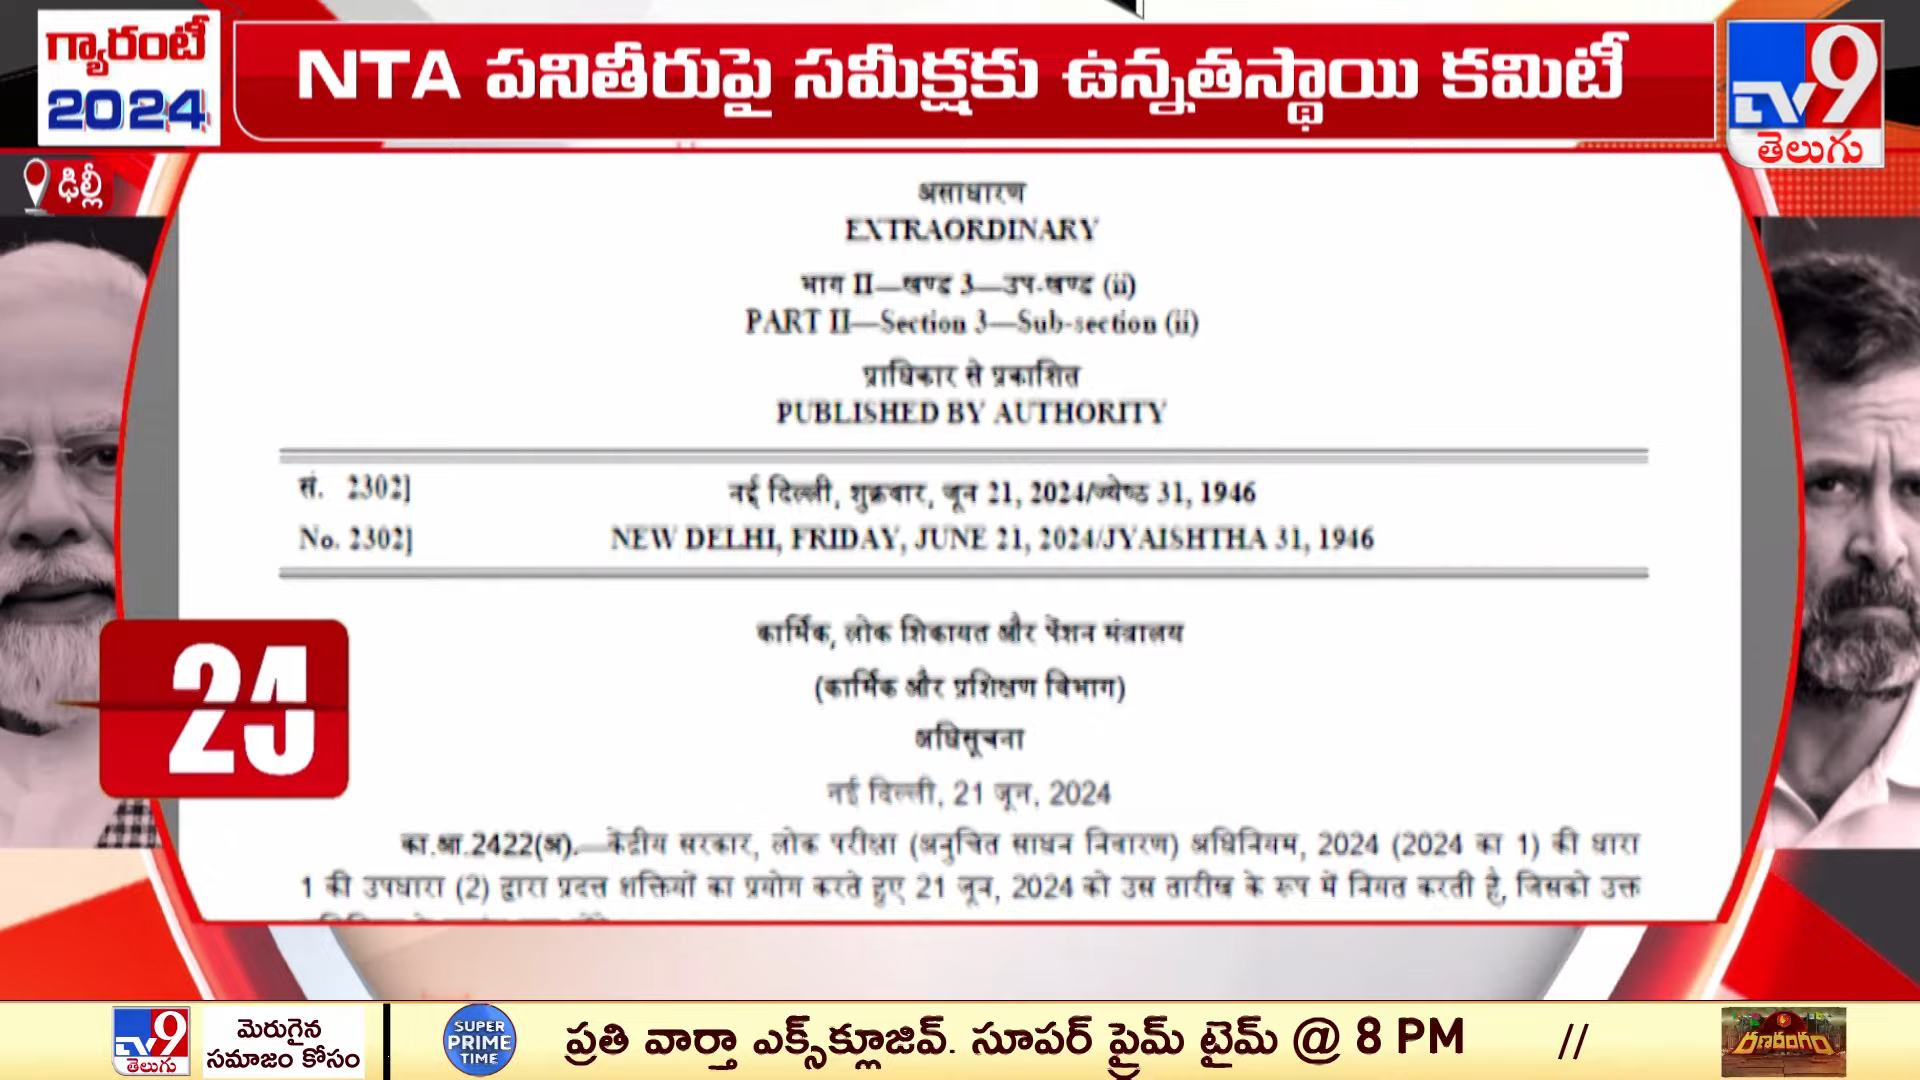 గ్యారంటీ
2024
NTA పనితీరుపై సమీక్షకు ఉన్నతస్థాయి కమిటీ
TV9
తెలుగు
ఢిల్లీ
असाधारण
EXTRAORDINARY
भाग II—खण्ड 3—उप-खण्ड (ii)
PART II—Section 3—Sub-section (ii)
प्राधिकार से प्रकाशित
PUBLISHED BY AUTHORITY
सं. 2302]
नई दिल्ली, शुक्रवार, जून 21, 2024/ज्येष्ठ 31, 1946
No. 2302]
NEW DELHI, FRIDAY, JUNE 21, 2024/JYAISHTHA 31, 1946
कार्मिक, लोक शिकायत और पेंशन मंत्रालय
(कार्मिक और प्रशिक्षण विभाग)
अधिसूचना
नई दिल्ली, 21 जून, 2024
का.आ.2422(अ).—केंद्रीय सरकार, लोक परीक्षा (अनुचित साधन निवारण) अधिनियम, 2024 (2024 का 1) की धारा
1 की उपधारा (2) द्वारा प्रदत्त शक्तियों का प्रयोग करते हुए 21 जून, 2024 को उस तारीख के रूप में नियत करती है, जिसको उक्त
TV9
తెలుగు
మెరుగైన
సమాజం కోసం
SUPER
PRIME
TIME
ప్రతి వార్తా ఎక్స్‌క్లూజివ్. సూపర్ ప్రైమ్ టైమ్ @ 8 PM
//
రణరంగం